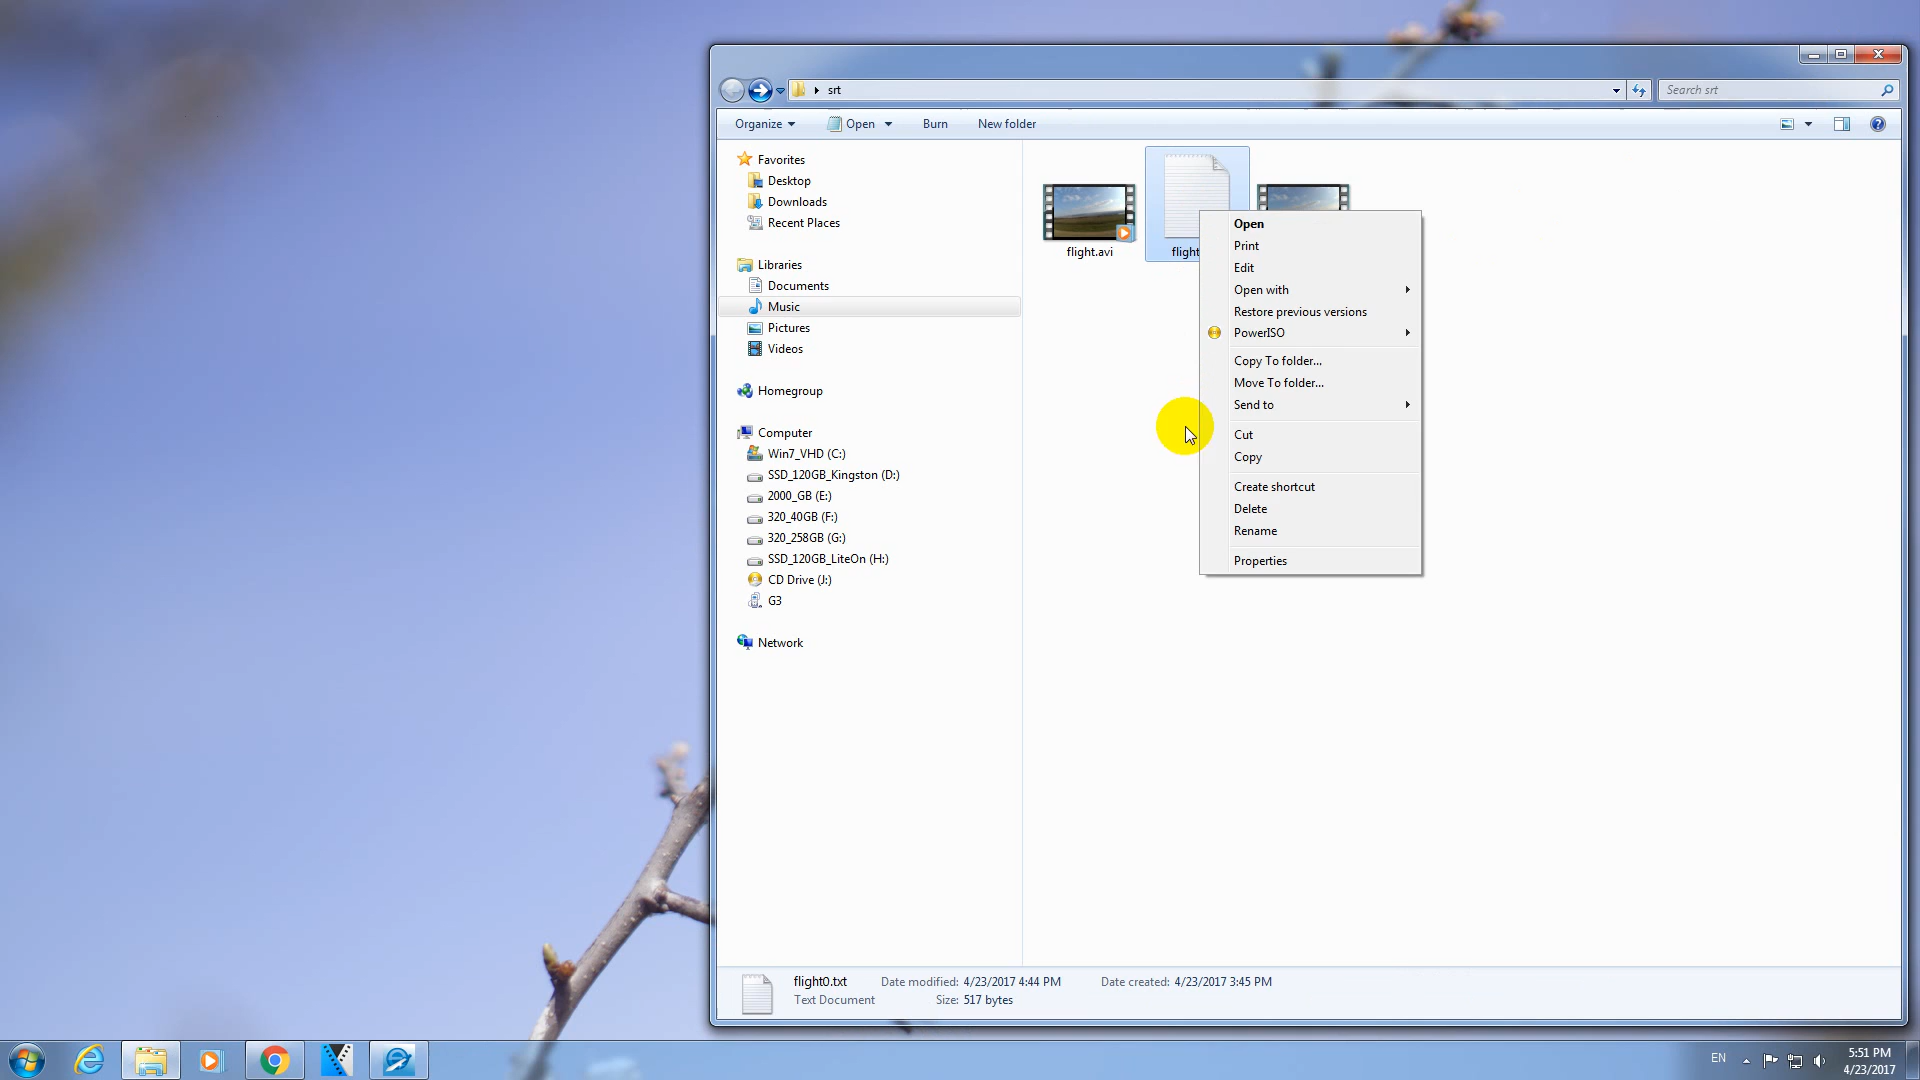 srt
Search srt
Organize
Open
Burn
New folder
Favorites
Desktop
Downloads
Recent Places
Libraries
Documents
Music
Pictures
Videos
Homegroup
Computer
Win7_VHD (C:)
SSD_120GB_Kingston (D:)
2000_GB (E:)
320_40GB (F:)
320_258GB (G:)
SSD_120GB_LiteOn (H:)
CD Drive (J:)
G3
Network
flight.avi
flight
Open
Print
Edit
Open with
Restore previous versions
PowerISO
Copy To folder...
Move To folder...
Send to
Cut
Copy
Create shortcut
Delete
Rename
Properties
flight0.txt Date modified: 4/23/2017 4:44 PM Date created: 4/23/2017 3:45 PM
Text Document Size: 517 bytes
EN
5:51 PM
4/23/2017